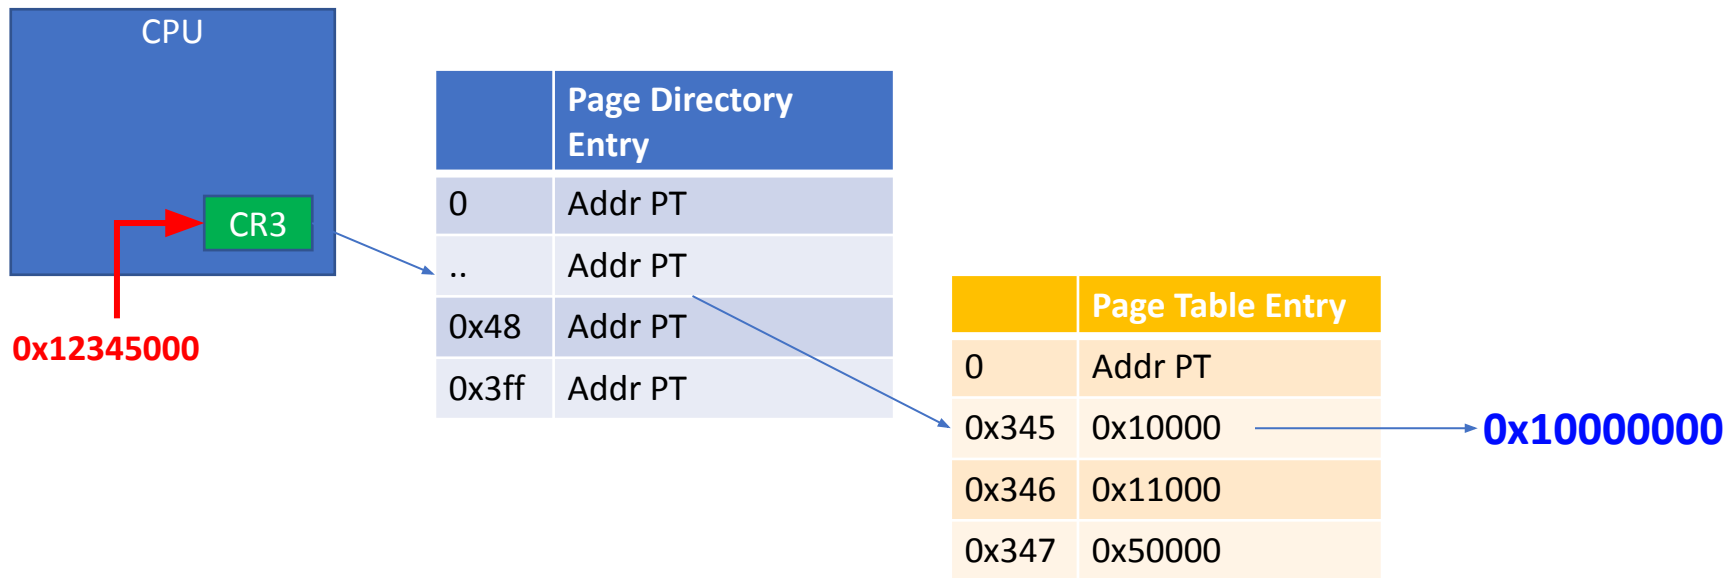 CPU
CR3
0x12345000
Page Directory
Entry
0 Addr PT
.. Addr PT
0x48 Addr PT
0x3ff Addr PT
Page Table Entry
0 Addr PT
0x345 0x10000
0x346 0x11000
0x347 0x50000
0x10000000